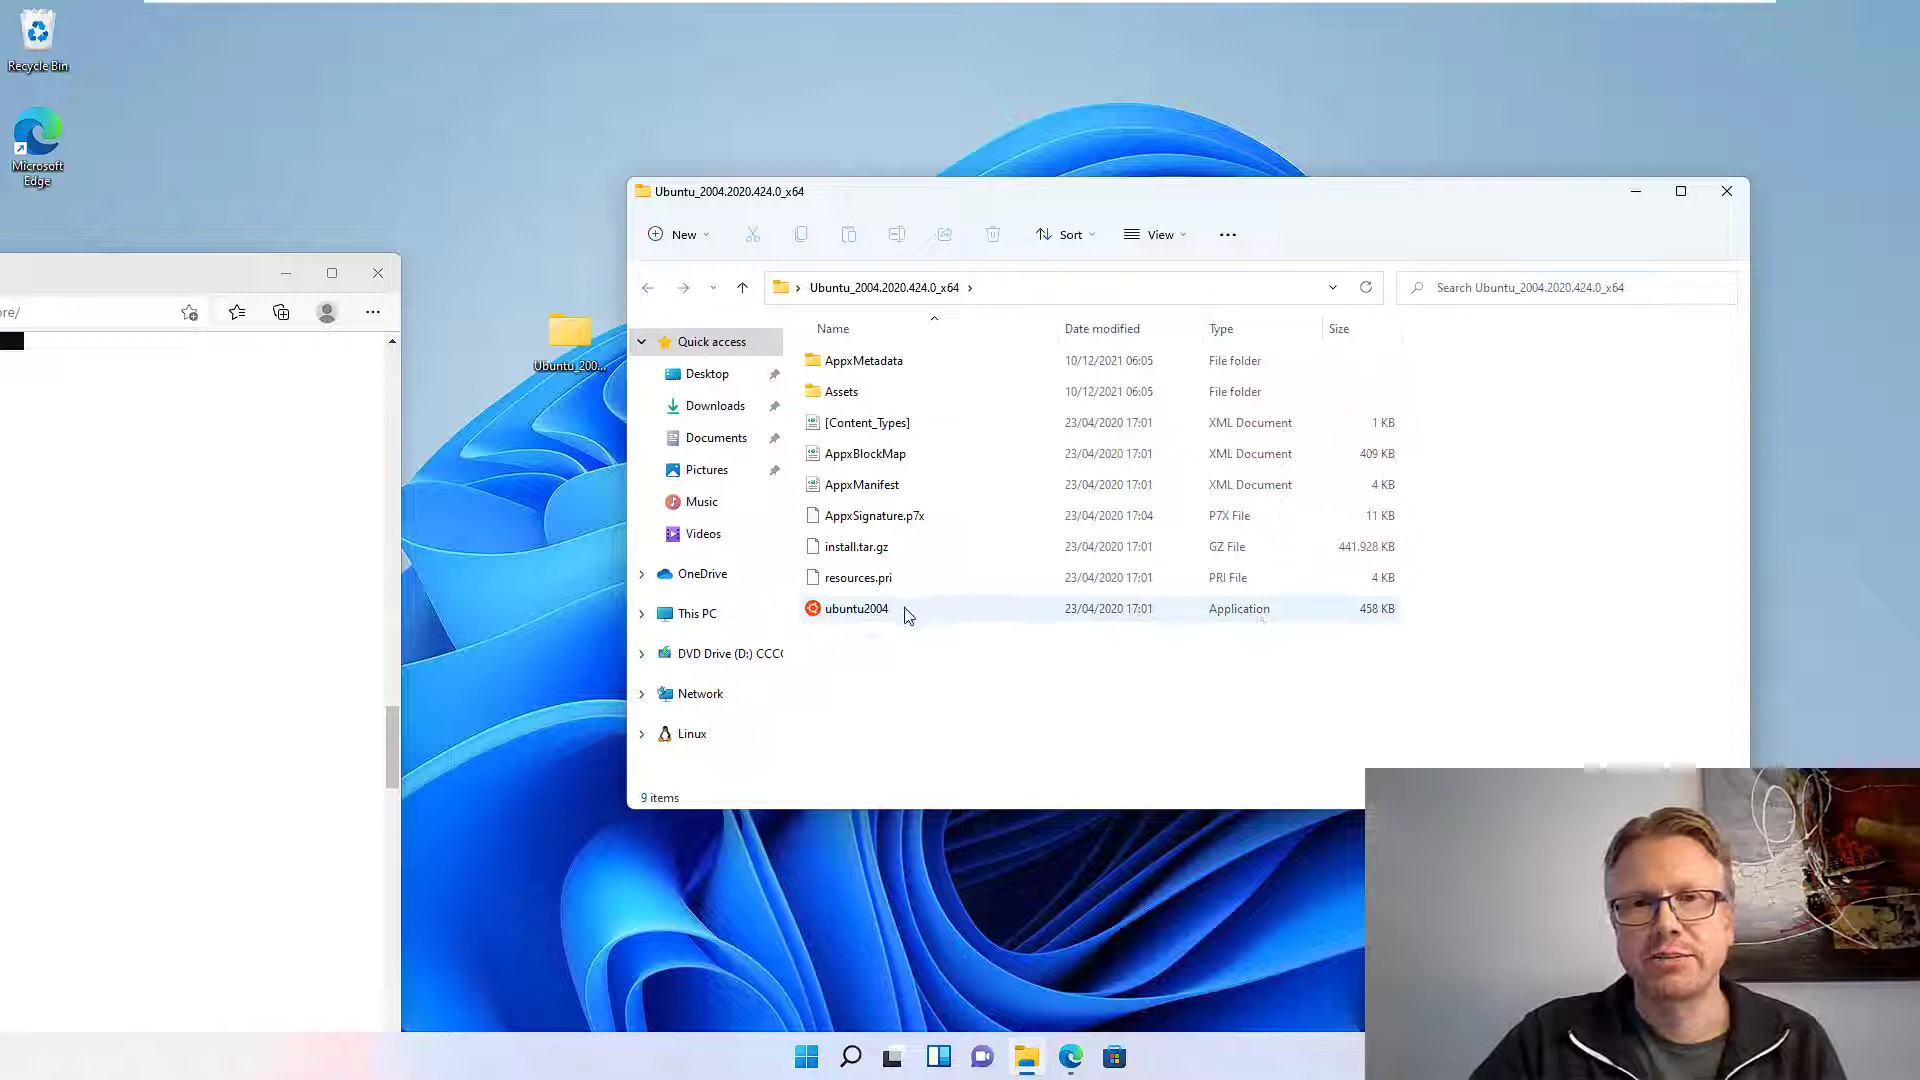 Recycle Bin
Microsoft
Edge
ore/
Ubuntu_200...
Ubuntu_2004.2020.424.0_x64
New
Sort
View
Ubuntu_2004.2020.424.0_x64
Search Ubuntu_2004.2020.424.0_x64
Name Date modified Type Size
Quick access
Desktop
Downloads
Documents
Pictures
Music
Videos
OneDrive
This PC
DVD Drive (D:) CCC
Network
Linux
AppxMetadata 10/12/2021 06:05 File folder
Assets 10/12/2021 06:05 File folder
[Content_Types] 23/04/2020 17:01 XML Document 1 KB
AppxBlockMap 23/04/2020 17:01 XML Document 409 KB
AppxManifest 23/04/2020 17:01 XML Document 4 KB
AppxSignature.p7x 23/04/2020 17:04 P7X File 11 KB
install.tar.gz 23/04/2020 17:01 GZ File 441.928 KB
resources.pri 23/04/2020 17:01 PRI File 4 KB
ubuntu2004 23/04/2020 17:01 Application 458 KB
9 items